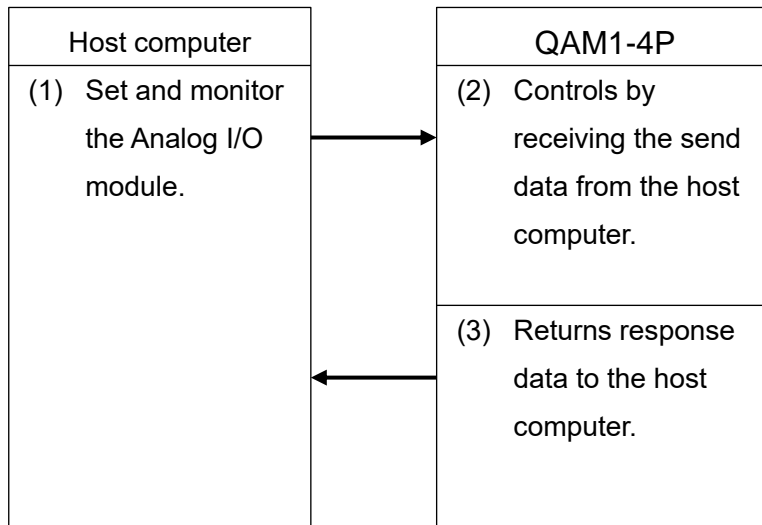 Host computer
(1) Set and monitor
the Analog I/O
module.
QAM1-4P
(2) Controls by
receiving the send
data from the host
computer.
(3) Returns response
data to the host
computer.